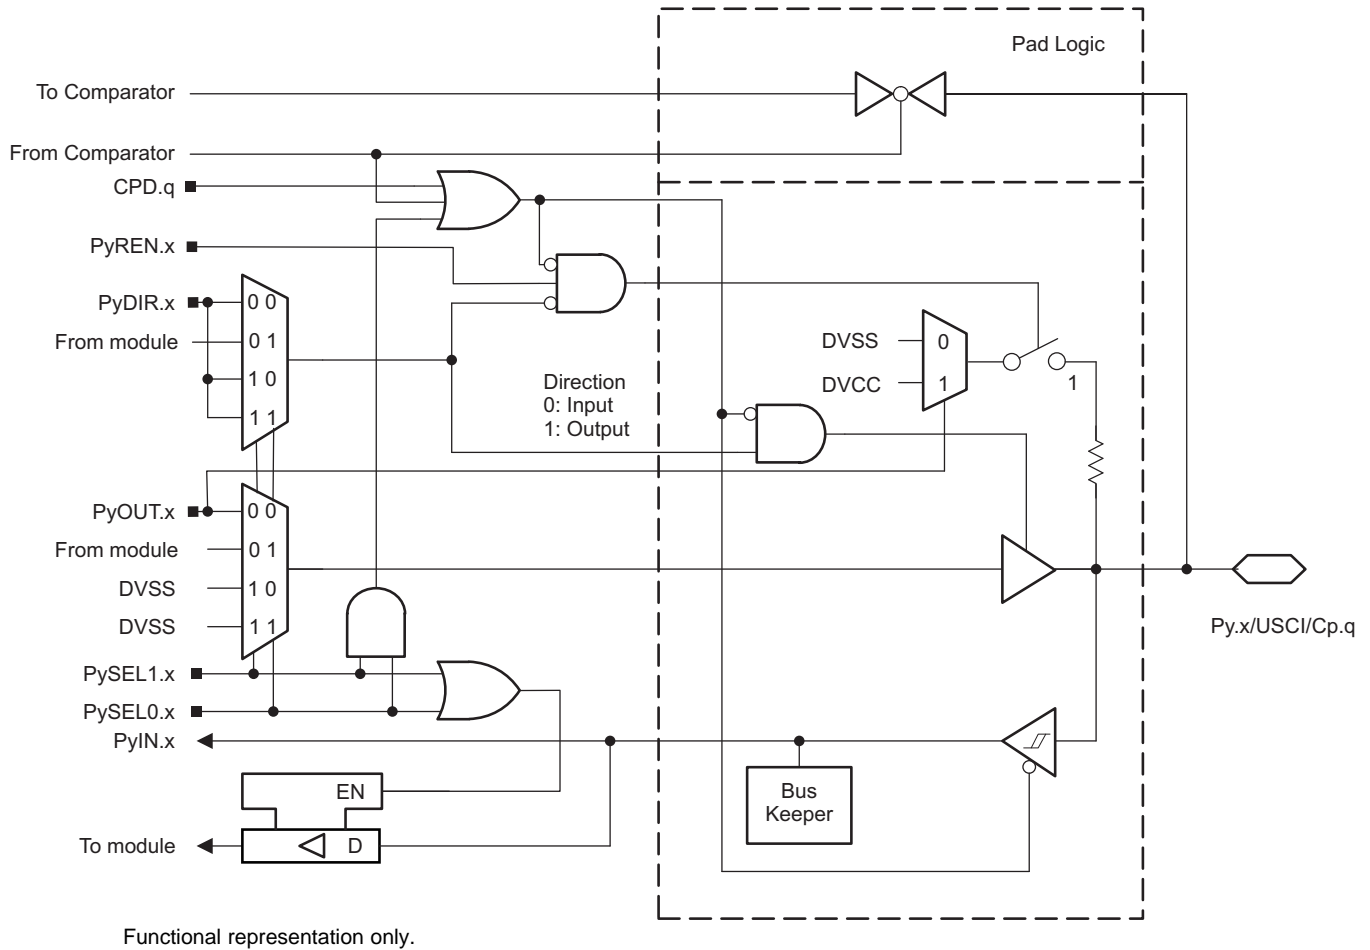 Pad Logic
To Comparator
From Comparator
CPD.q
PyREN.x
PyDIR.x
0 0
From module
0 1
1 0
1 1
Direction
0: Input
1: Output
DVSS
0
DVCC
1
1
PyOUT.x
0 0
From module
0 1
DVSS
1 0
DVSS
1 1
Py.x/USCI/Cp.q
PySEL1.x
PySEL0.x
PyIN.x
EN
Bus
Keeper
To module
D
Functional representation only.